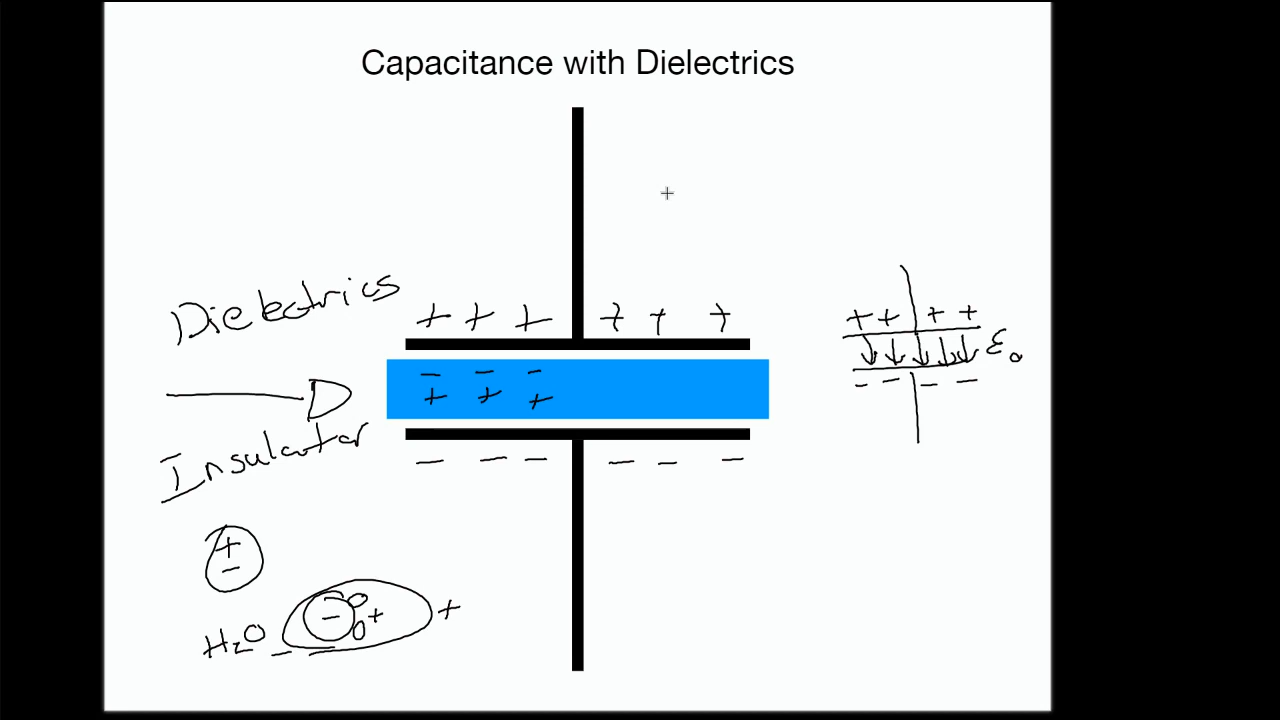 Capacitance with Dielectrics
Dielectrics
+ + + + + +
+ + + +
ε₀
- - - -
- - -
+ + +
Insulator
- - - - - -
+
-
H₂O - + +
- -